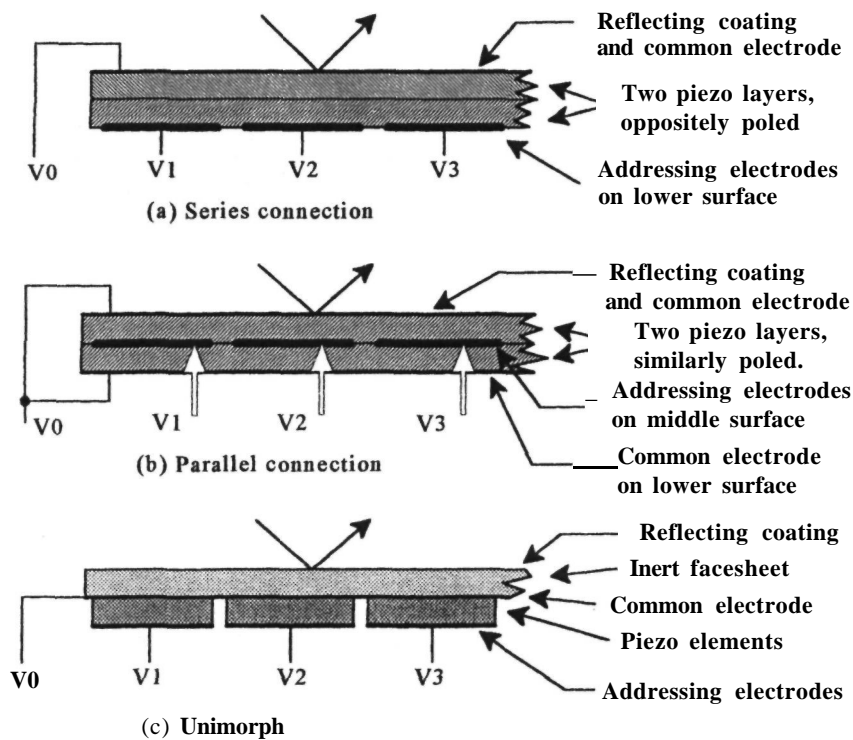 Reflecting coating
and common electrode
Two piezo layers,
oppositely poled
V0
V1
V2
V3
Addressing electrodes
on lower surface
(a) Series connection
Reflecting coating
and common electrode
Two piezo layers,
similarly poled.
Addressing electrodes
on middle surface
V0
V1
V2
V3
(b) Parallel connection
Common electrode
on lower surface
Reflecting coating
Inert facesheet
Common electrode
Piezo elements
V0
V1
V2
V3
Addressing electrodes
(c) Unimorph